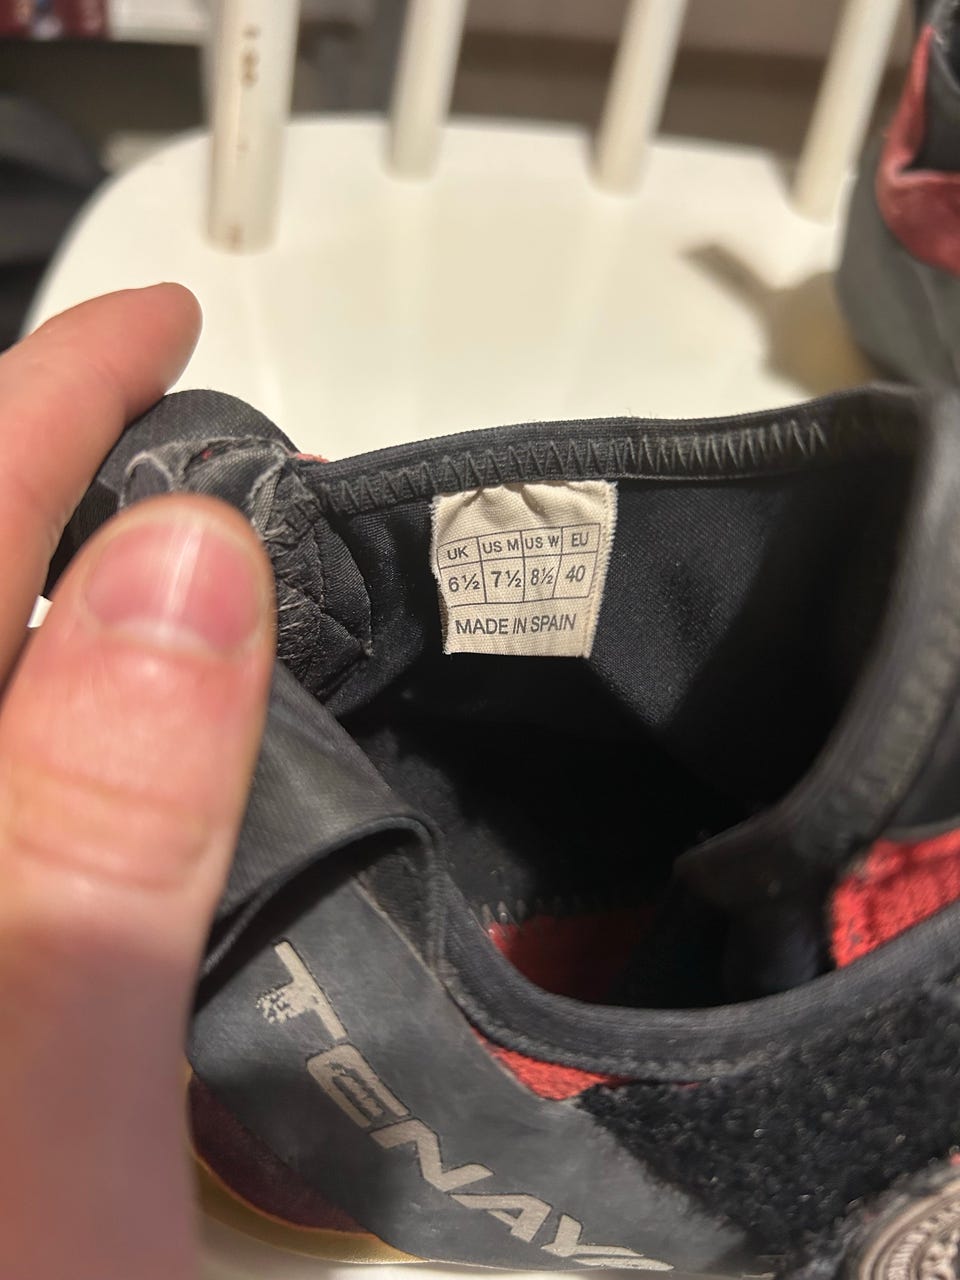 UK US M US W EU
6½ 7½ 8½ 40
MADE IN SPAIN
TENAYA